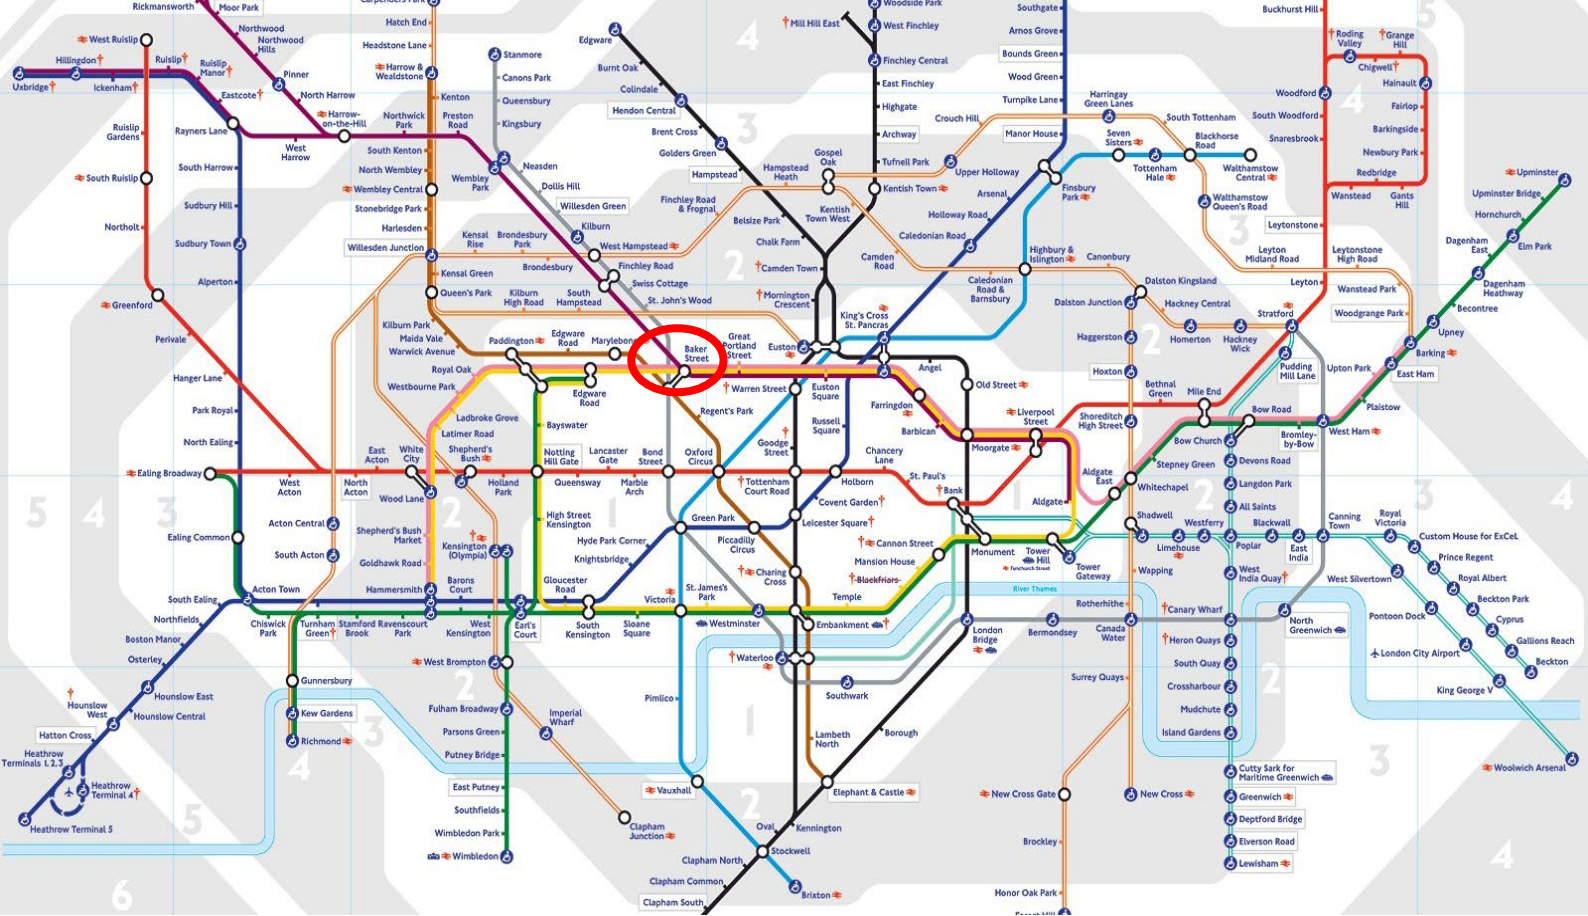 Rickmansworth
Moor Park
Northwood
Northwood
Hills
Pinner
North Harrow
Harrow-
on-the-Hill
West Ruislip
Hillingdon†
Uxbridge†
Ickenham†
Ruislip†
Ruislip
Manor†
Eastcote†
Rayners Lane
West
Harrow
Northwick
Park
Preston
Road
Ruislip
Gardens
South Ruislip
Northolt
Greenford
Perivale
Hanger Lane
South Harrow
Sudbury Hill
Sudbury Town
Alperton
Park Royal
North Ealing
Ealing Broadway
Ealing Common
West
Acton
North
Acton
East
Acton
White
City
Hatch End
Headstone Lane
Harrow &
Wealdstone
Kenton
South Kenton
North Wembley
Wembley Central
Stonebridge Park
Harlesden
Willesden Junction
Kensal Green
Queen's Park
Kilburn Park
Maida Vale
Warwick Avenue
Stanmore
Canons Park
Queensbury
Kingsbury
Wembley
Park
Neasden
Dollis Hill
Willesden Green
Kilburn
West Hampstead
Finchley Road
Swiss Cottage
St. John's Wood
Kensal
Rise
Brondesbury
Park
Brondesbury
Kilburn
High Road
South
Hampstead
Finchley Road
& Frognal
Hampstead
Heath
Gospel
Oak
Kentish
Town West
Camden
Road
Edgware
Burnt Oak
Colindale
Hendon Central
Brent Cross
Golders Green
Hampstead
Belsize Park
Chalk Farm
†Camden Town
†Mornington
Crescent
†Mill Hill East
Woodside Park
West Finchley
Finchley Central
East Finchley
Highgate
Archway
Tufnell Park
Kentish Town
Crouch Hill
Upper Holloway
Harringay
Green Lanes
South Tottenham
Southgate
Arnos Grove
Bounds Green
Wood Green
Turnpike Lane
Manor House
Finsbury
Park
Arsenal
Holloway Road
Caledonian Road
Seven
Sisters
Tottenham
Hale
Blackhorse
Road
Walthamstow
Central
Walthamstow
Queen's Road
Leyton
Midland Road
Leytonstone
High Road
Wanstead Park
Woodgrange Park
Buckhurst Hill
Roding
Valley
†Grange
Hill
Chigwell†
Hainault
Fairlop
Barkingside
Newbury Park
Redbridge
Gants
Hill
Wanstead
Woodford
South Woodford
Snaresbrook
Leytonstone
Leyton
Stratford
Upminster
Upminster Bridge
Hornchurch
Elm Park
Dagenham
East
Dagenham
Heathway
Becontree
Upney
Barking
East Ham
Upton Park
Plaistow
West Ham
Highbury &
Islington
Canonbury
Caledonian
Road &
Barnsbury
Dalston Kingsland
Dalston Junction
Hackney Central
Homerton
Hackney
Wick
Haggerston
Hoxton
Shoreditch
High Street
Pudding
Mill Lane
Paddington
Edgware
Road
Marylebone
Baker
Street
Great
Portland
Street
Euston
King's Cross
St. Pancras
Euston
Square
†Warren Street
Angel
Old Street
Royal Oak
Westbourne Park
Ladbroke Grove
Latimer Road
Shepherd's
Bush
Wood Lane
Shepherd's Bush
Market
Goldhawk Road
Hammersmith
Edgware
Road
Bayswater
Notting
Hill Gate
Holland
Park
Queensway
Lancaster
Gate
Marble
Arch
Bond
Street
Oxford
Circus
Regent's Park
Goodge
Street
Russell
Square
†Tottenham
Court Road
Holborn
Chancery
Lane
St. Paul's
†Bank
Covent Garden†
Leicester Square†
Farringdon
Barbican
Moorgate
Liverpool
Street
Bethnal
Green
Mile End
Bow Road
Bow Church
Bromley-
by-Bow
Stepney Green
Aldgate
East
Aldgate
Whitechapel
Devons Road
Langdon Park
All Saints
Poplar
High Street
Kensington
Kensington
(Olympia)
Green Park
Hyde Park Corner
Knightsbridge
Piccadilly
Circus
†Charing
Cross
Cannon Street
Mansion House
†Blackfriars
Temple
Monument
Tower
Hill
Fenchurch Street
Tower
Gateway
Shadwell
Limehouse
Westferry
Blackwall
East
India
Canning
Town
Royal
Victoria
Custom House for ExCeL
Prince Regent
Royal Albert
Beckton Park
Cyprus
Gallions Reach
Beckton
West Silvertown
Pontoon Dock
London City Airport
King George V
Woolwich Arsenal
Acton Central
South Acton
Acton Town
South Ealing
Northfields
Boston Manor
Osterley
Hounslow East
Hounslow Central
†
Hounslow
West
Hatton Cross
Heathrow
Terminals 1, 2, 3
Heathrow
Terminal 4†
Heathrow Terminal 5
Chiswick
Park
Turnham
Green†
Stamford
Brook
Ravenscourt
Park
Barons
Court
West
Kensington
Earl's
Court
Gloucester
Road
South
Kensington
Sloane
Square
Victoria
St. James's
Park
Westminster
Embankment
†Waterloo
Southwark
London
Bridge
Bermondsey
Canada
Water
Wapping
Rotherhithe
Surrey Quays
River Thames
West
India Quay†
†Canary Wharf
†Heron Quays
South Quay
Crossharbour
Mudchute
Island Gardens
North
Greenwich
Cutty Sark for
Maritime Greenwich
Greenwich
Deptford Bridge
Elverson Road
Lewisham
Gunnersbury
Kew Gardens
Richmond
West Brompton
Fulham Broadway
Parsons Green
Putney Bridge
East Putney
Southfields
Wimbledon Park
Wimbledon
Imperial
Wharf
Clapham
Junction
Pimlico
Vauxhall
Lambeth
North
Borough
Elephant & Castle
Oval
Kennington
Stockwell
Clapham North
Clapham Common
Clapham South
Brixton
New Cross Gate
New Cross
Brockley
Honor Oak Park
1
2
3
4
5
6